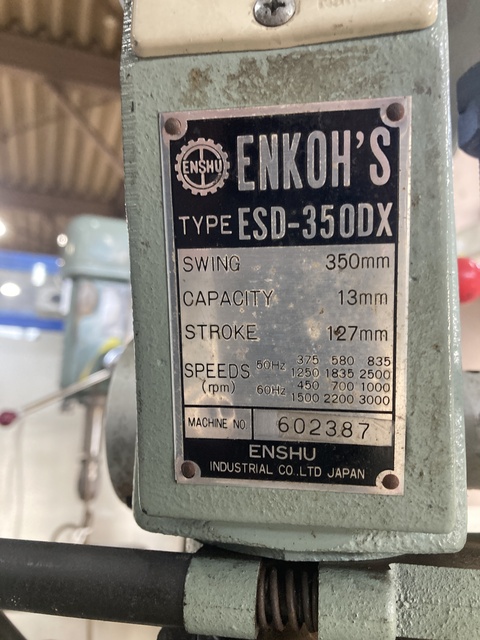 ENSHU
ENKOH'S
TYPE ESD-350DX
SWING 350mm
CAPACITY 13mm
STROKE 127mm
SPEEDS (rpm) 50Hz 375 580 835
1250 1835 2500
60Hz 450 700 1000
1500 2200 3000
MACHINE NO 602387
ENSHU
INDUSTRIAL CO.,LTD JAPAN